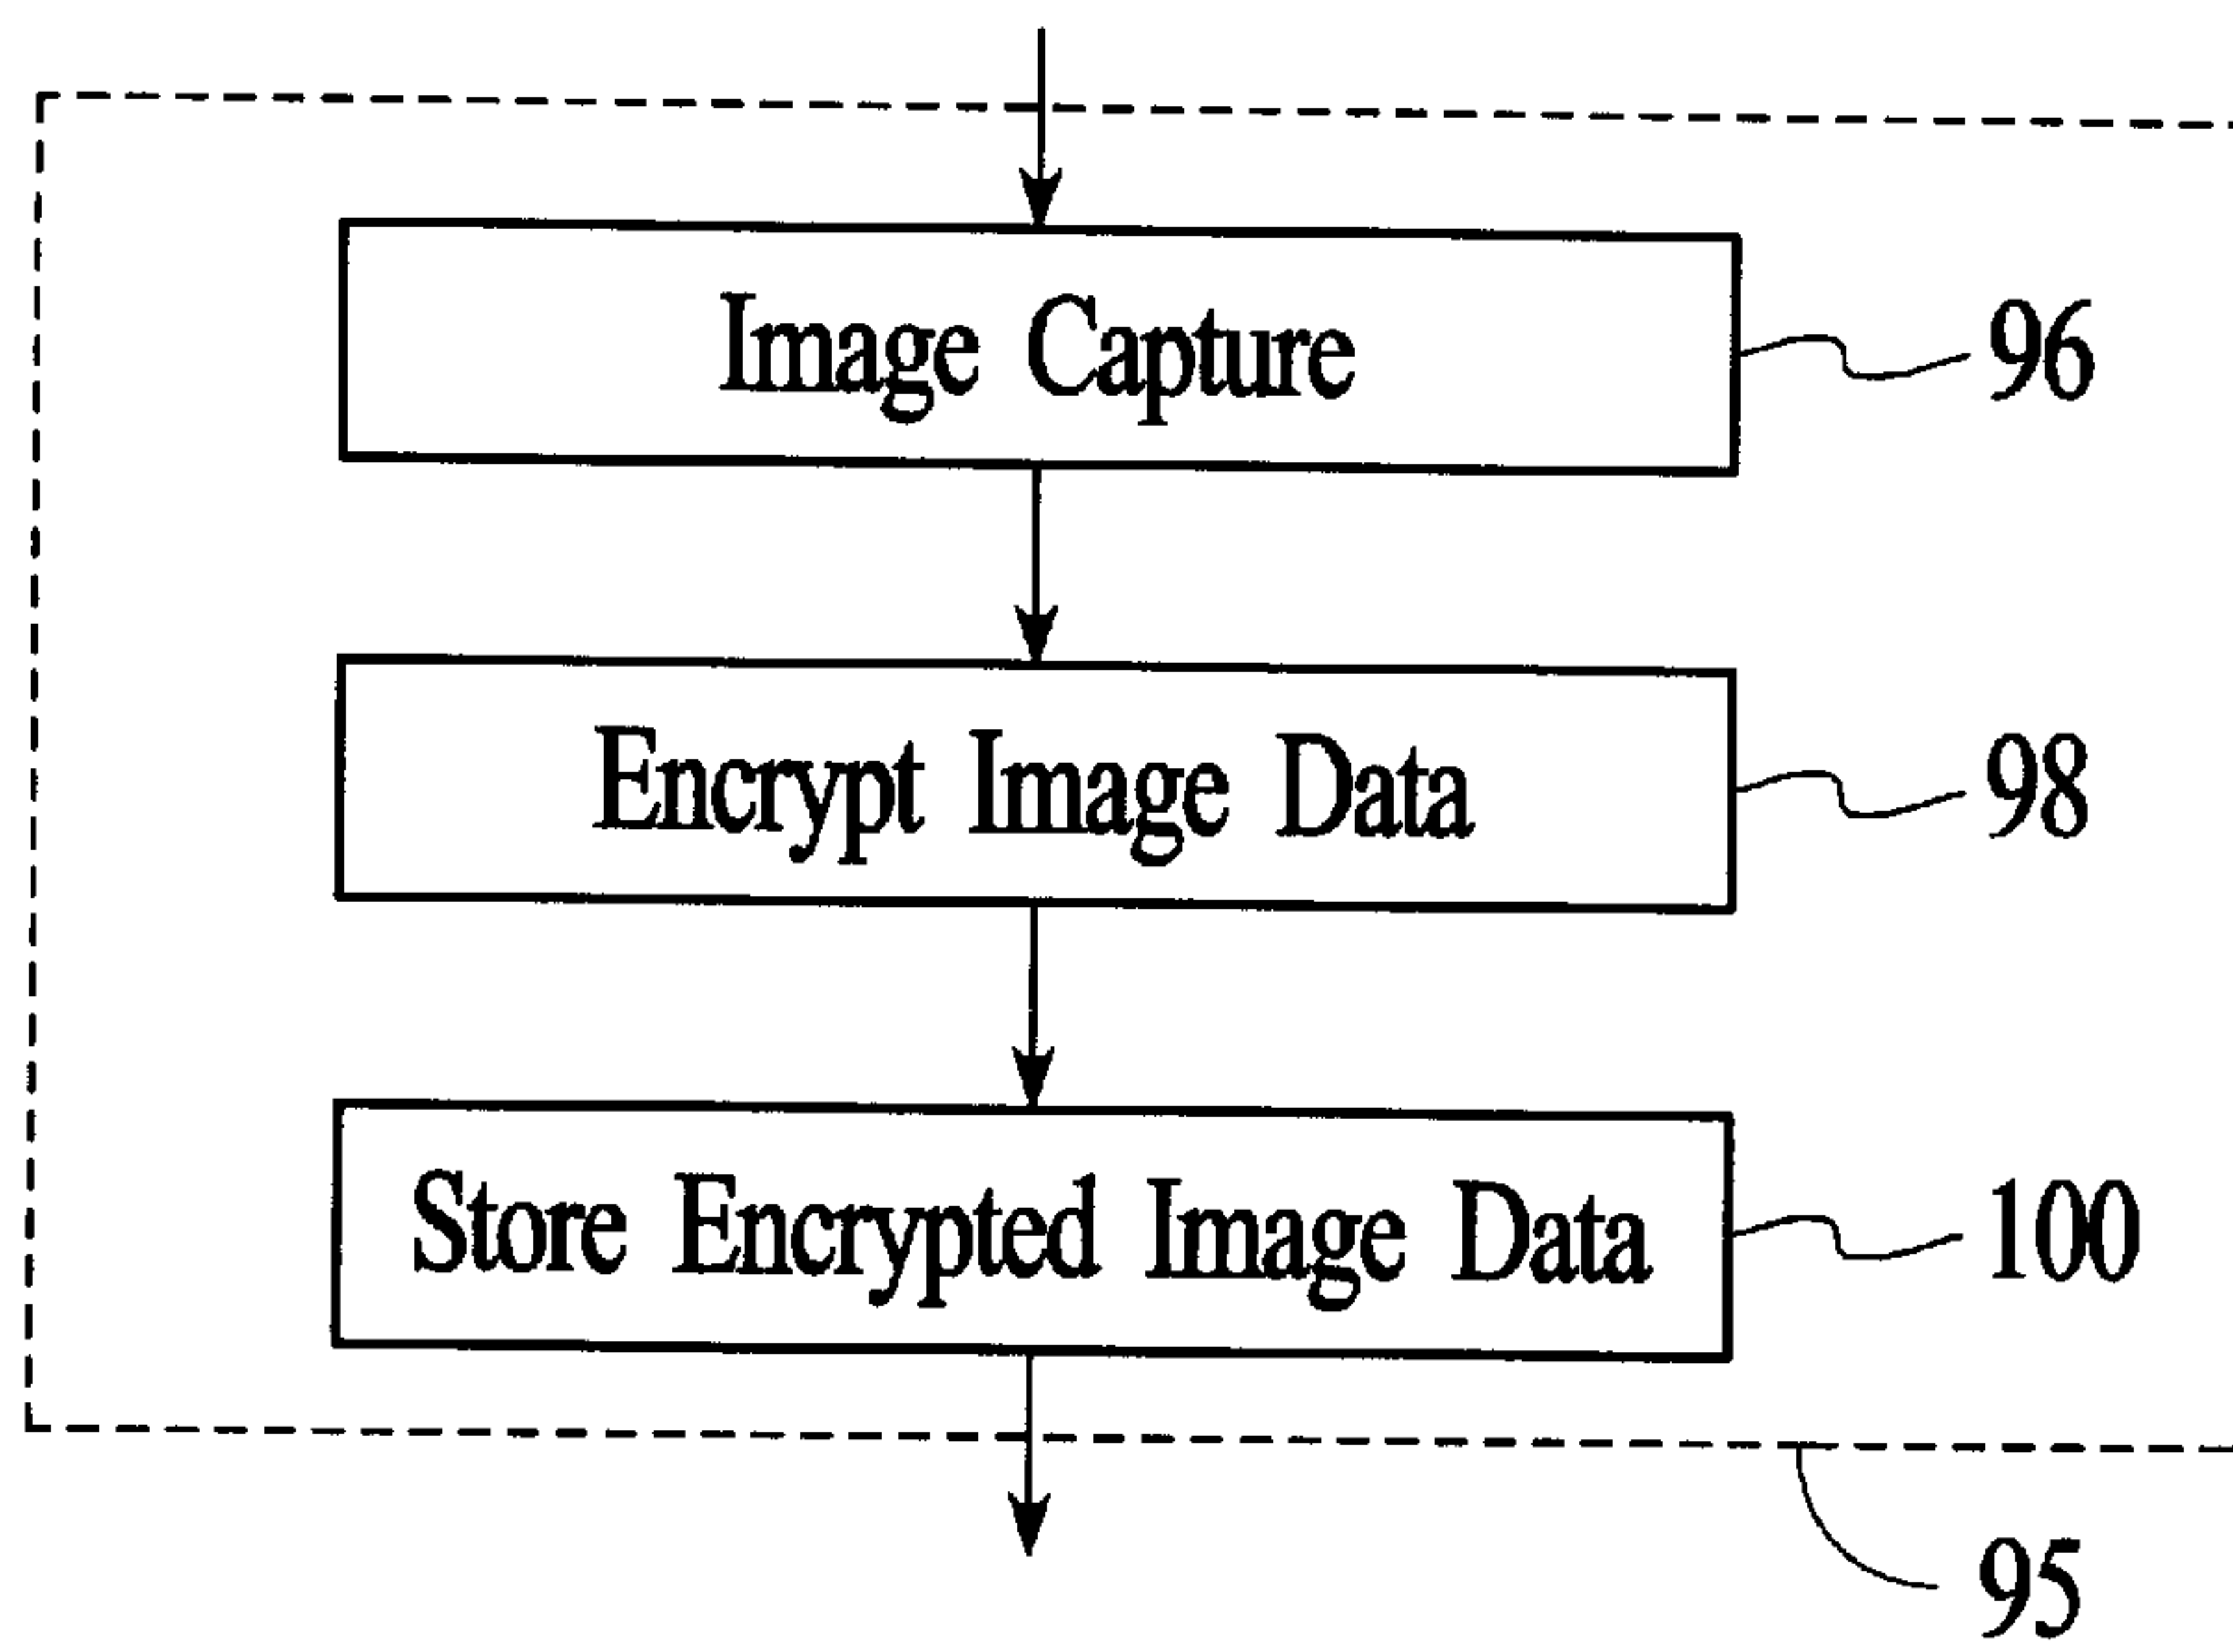 Image Capture
96
Encrypt Image Data
98
Store Encrypted Image Data
100
95